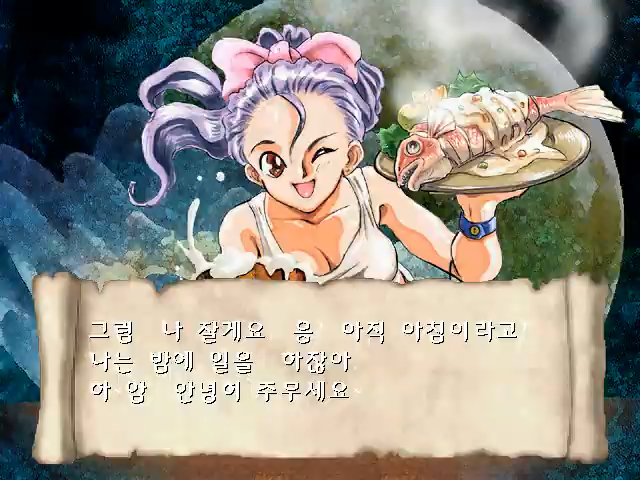 그럼 나 잘게요 응 아직 아침이라고
나는 밤에 일을 하잖아
아~암 안녕히 주무세요~